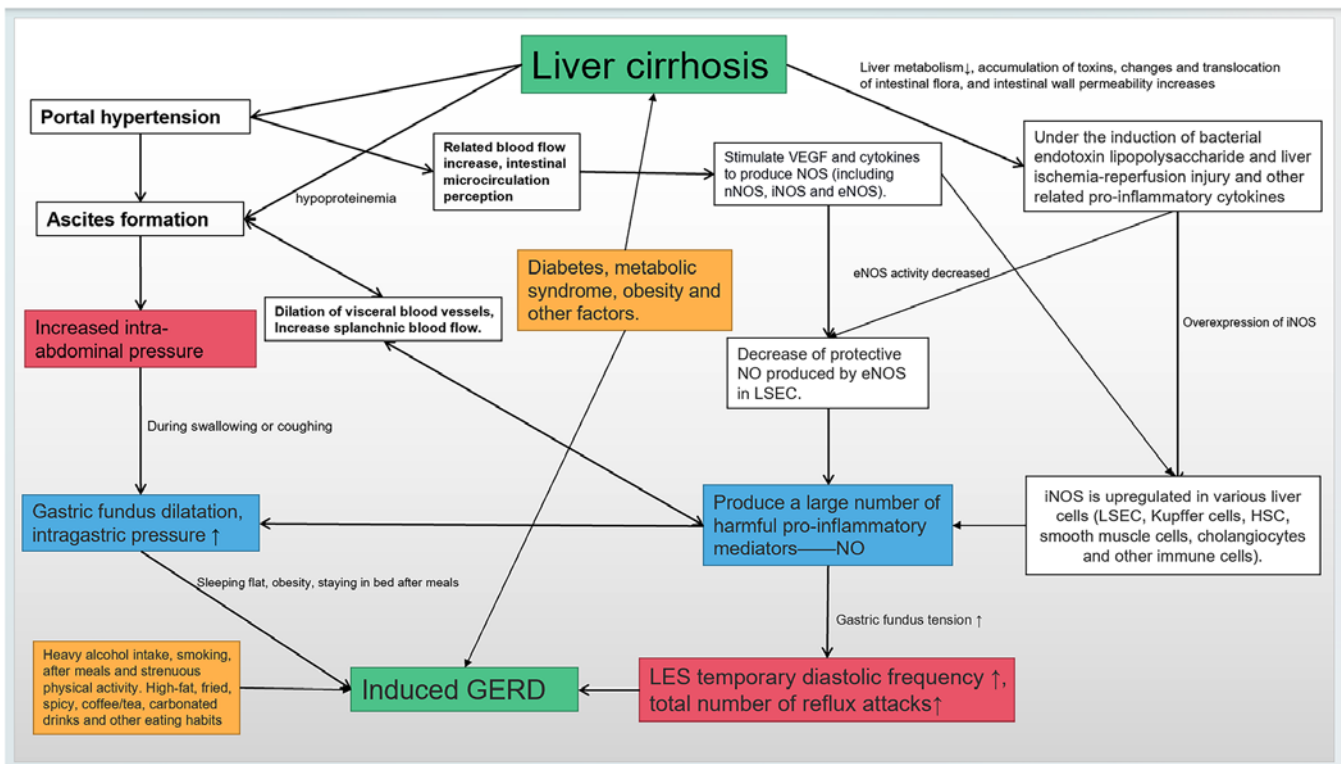 Liver cirrhosis
Liver metabolism↓, accumulation of toxins, changes and translocation
of intestinal flora, and intestinal wall permeability increases
Portal hypertension
Related blood flow
increase, intestinal
microcirculation
perception
Stimulate VEGF and cytokines
to produce NOS (including
nNOS, iNOS and eNOS).
Under the induction of bacterial
endotoxin lipopolysaccharide and liver
ischemia-reperfusion injury and other
related pro-inflammatory cytokines
hypoproteinemia
Ascites formation
Diabetes, metabolic
syndrome, obesity and
other factors.
eNOS activity decreased
Dilation of visceral blood vessels,
Increase splanchnic blood flow.
Overexpression of iNOS
Increased intra-
abdominal pressure
Decrease of protective
NO produced by eNOS
in LSEC.
During swallowing or coughing
Gastric fundus dilatation,
intragastric pressure ↑
Produce a large number of
harmful pro-inflammatory
mediators——NO
iNOS is upregulated in various liver
cells (LSEC, Kupffer cells, HSC,
smooth muscle cells, cholangiocytes
and other immune cells).
Sleeping flat, obesity, staying in bed after meals
Gastric fundus tension ↑
Heavy alcohol intake, smoking,
after meals and strenuous
physical activity. High-fat, fried,
spicy, coffee/tea, carbonated
drinks and other eating habits
Induced GERD
LES temporary diastolic frequency ↑,
total number of reflux attacks↑